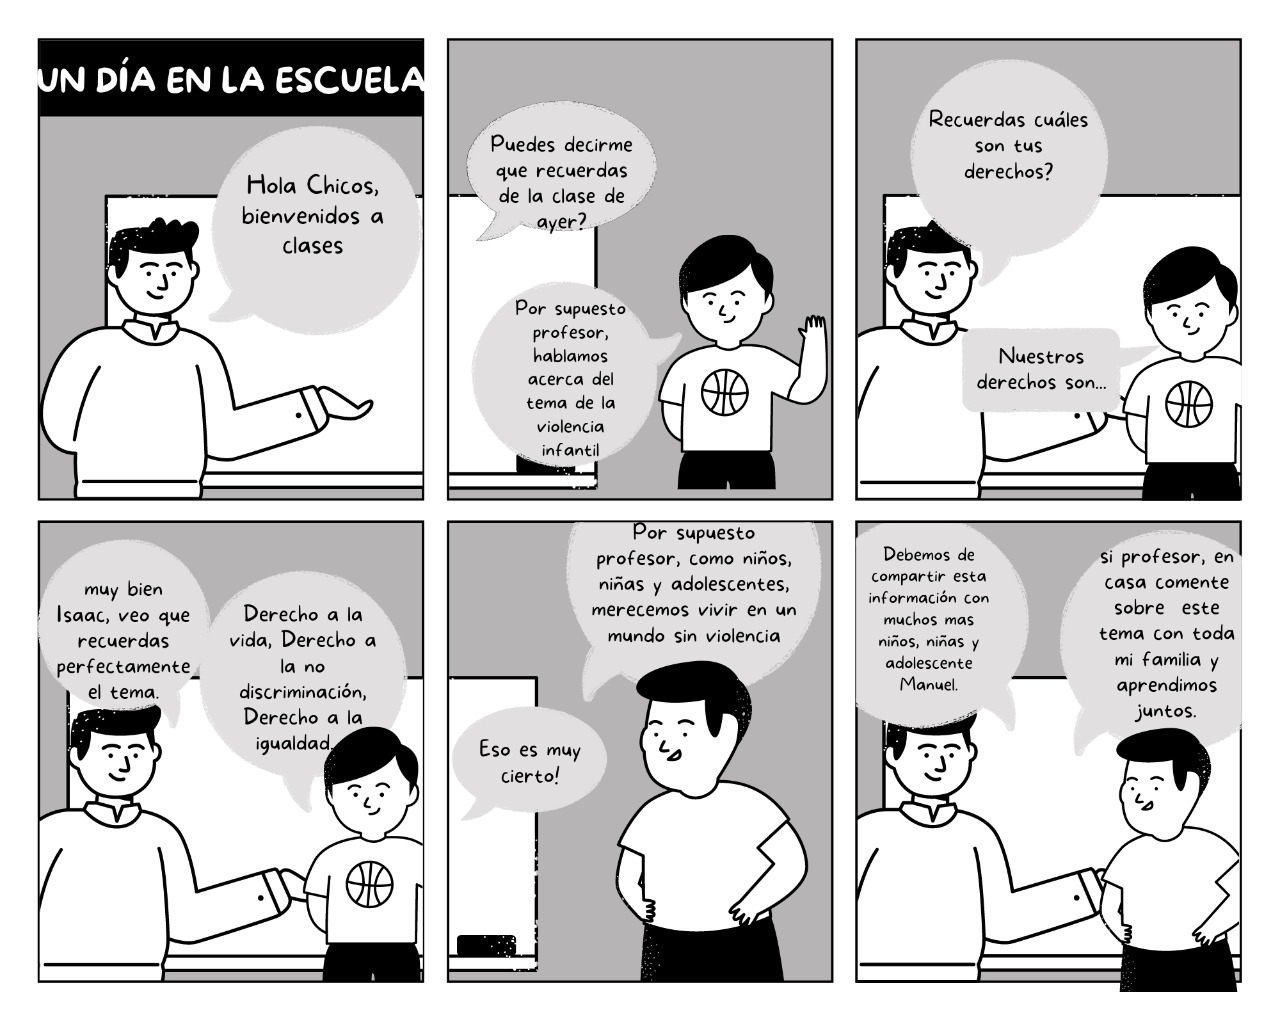 UN DÍA EN LA ESCUELA
Hola Chicos,
bienvenidos a
clases
Puedes decirme
que recuerdas
de la clase de
ayer?
Por supuesto
profesor,
hablamos
acerca del
tema de la
violencia
infantil
Recuerdas cuáles
son tus
derechos?
Nuestros
derechos son...
muy bien
Isaac, veo que
recuerdas
perfectamente
el tema.
Derecho a la
vida, Derecho a
la no
discriminación,
Derecho a la
igualdad.
Por supuesto
profesor, como niños,
niñas y adolescentes,
merecemos vivir en un
mundo sin violencia
Eso es muy
cierto!
Debemos de
compartir esta
información con
muchos mas
niños, niñas y
adolescente
Manuel.
si profesor, en
casa comente
sobre este
tema con toda
mi familia y
aprendimos
juntos.